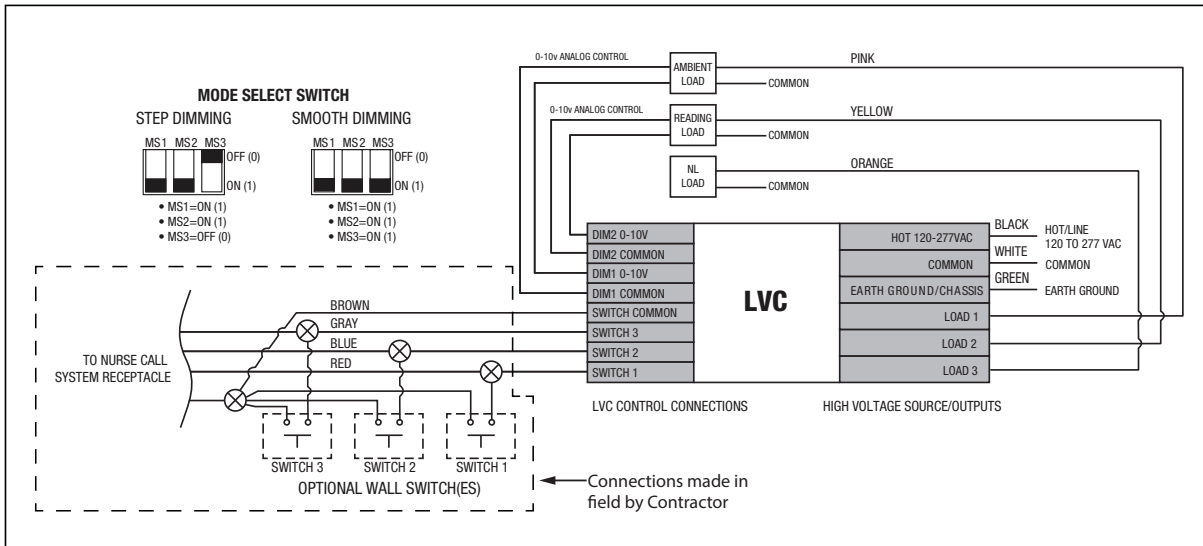 MODE SELECT SWITCH
STEP DIMMING
MS1 MS2 MS3
OFF (0)
ON (1)
• MS1=ON (1)
• MS2=ON (1)
• MS3=OFF (0)
SMOOTH DIMMING
MS1 MS2 MS3
OFF (0)
ON (1)
• MS1=ON (1)
• MS2=ON (1)
• MS3=ON (1)
0-10v ANALOG CONTROL
AMBIENT
LOAD
PINK
COMMON
0-10v ANALOG CONTROL
READING
LOAD
YELLOW
COMMON
NL
LOAD
ORANGE
COMMON
DIM2 0-10V
DIM2 COMMON
DIM1 0-10V
DIM1 COMMON
SWITCH COMMON
SWITCH 3
SWITCH 2
SWITCH 1
LVC
HOT 120-277VAC
COMMON
EARTH GROUND/CHASSIS
LOAD 1
LOAD 2
LOAD 3
BLACK
HOT/LINE
120 TO 277 VAC
WHITE
COMMON
GREEN
EARTH GROUND
LVC CONTROL CONNECTIONS
HIGH VOLTAGE SOURCE/OUTPUTS
BROWN
GRAY
BLUE
RED
TO NURSE CALL
SYSTEM RECEPTACLE
SWITCH 3
SWITCH 2
SWITCH 1
OPTIONAL WALL SWITCH(ES)
Connections made in
field by Contractor